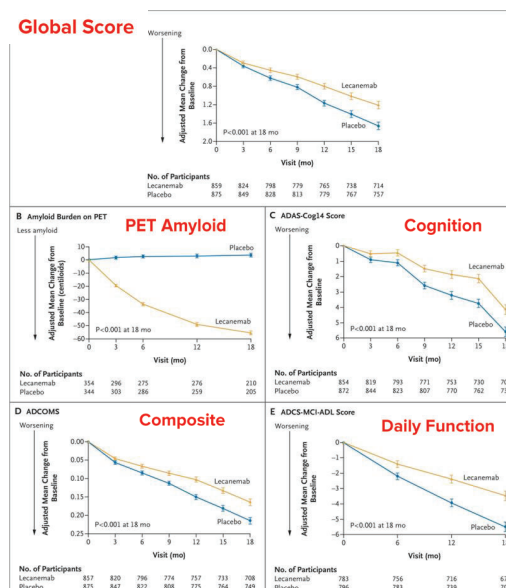 Global Score
Worsening
Adjusted Mean Change from
Baseline
0.0
0.4
0.8
1.2
1.6
2.0
Lecanemab
Placebo
P<0.001 at 18 mo
0 3 6 9 12 15 18
Visit (mo)
No. of Participants
Lecanemab 859 824 798 779 765 738 714
Placebo 875 849 828 813 779 767 757
B Amyloid Burden on PET
PET Amyloid
Less amyloid
Adjusted Mean Change from
Baseline (centiloids)
10
0
−10
−20
−30
−40
−50
−60
Placebo
Lecanemab
P<0.001 at 18 mo
0 3 6 12 18
Visit (mo)
No. of Participants
Lecanemab 354 296 275 276 210
Placebo 344 303 286 259 205
C ADAS-Cog14 Score
Cognition
Worsening
Adjusted Mean Change from
Baseline
0
1
2
3
4
5
6
Lecanemab
Placebo
P<0.001 at 18 mo
0 3 6 9 12 15 18
Visit (mo)
No. of Participants
Lecanemab 854 819 793 771 753 730
Placebo 872 844 823 807 770 762
D ADCOMS
Composite
Worsening
Adjusted Mean Change from
Baseline
0.00
0.05
0.10
0.15
0.20
0.25
Lecanemab
Placebo
P<0.001 at 18 mo
0 3 6 9 12 15 18
Visit (mo)
No. of Participants
Lecanemab 857 820 796 774 757 733 708
Placebo 875 847 822 808 775 764 749
E ADCS-MCI-ADL Score
Daily Function
Worsening
Adjusted Mean Change from
Baseline
0
−1
−2
−3
−4
−5
−6
Lecanemab
Placebo
P<0.001 at 18 mo
0 6 12
Visit (mo)
No. of Participants
Lecanemab 783 756 716
Placebo 796 783 739